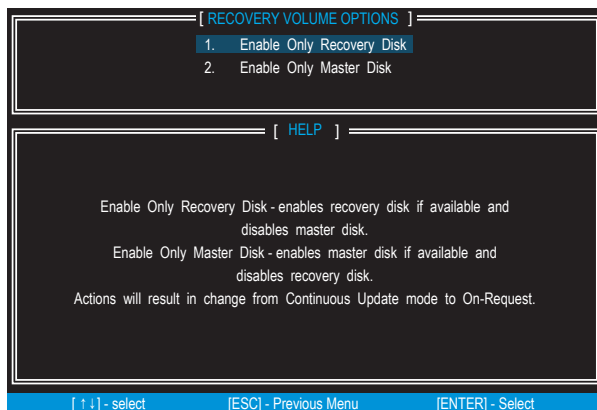 [ RECOVERY VOLUME OPTIONS ]
1. Enable Only Recovery Disk
2. Enable Only Master Disk
[ HELP ]
Enable Only Recovery Disk - enables recovery disk if available and
disables master disk.
Enable Only Master Disk - enables master disk if available and
disables recovery disk.
Actions will result in change from Continuous Update mode to On-Request.
[ ↑↓] - select [ESC] - Previous Menu [ENTER] - Select